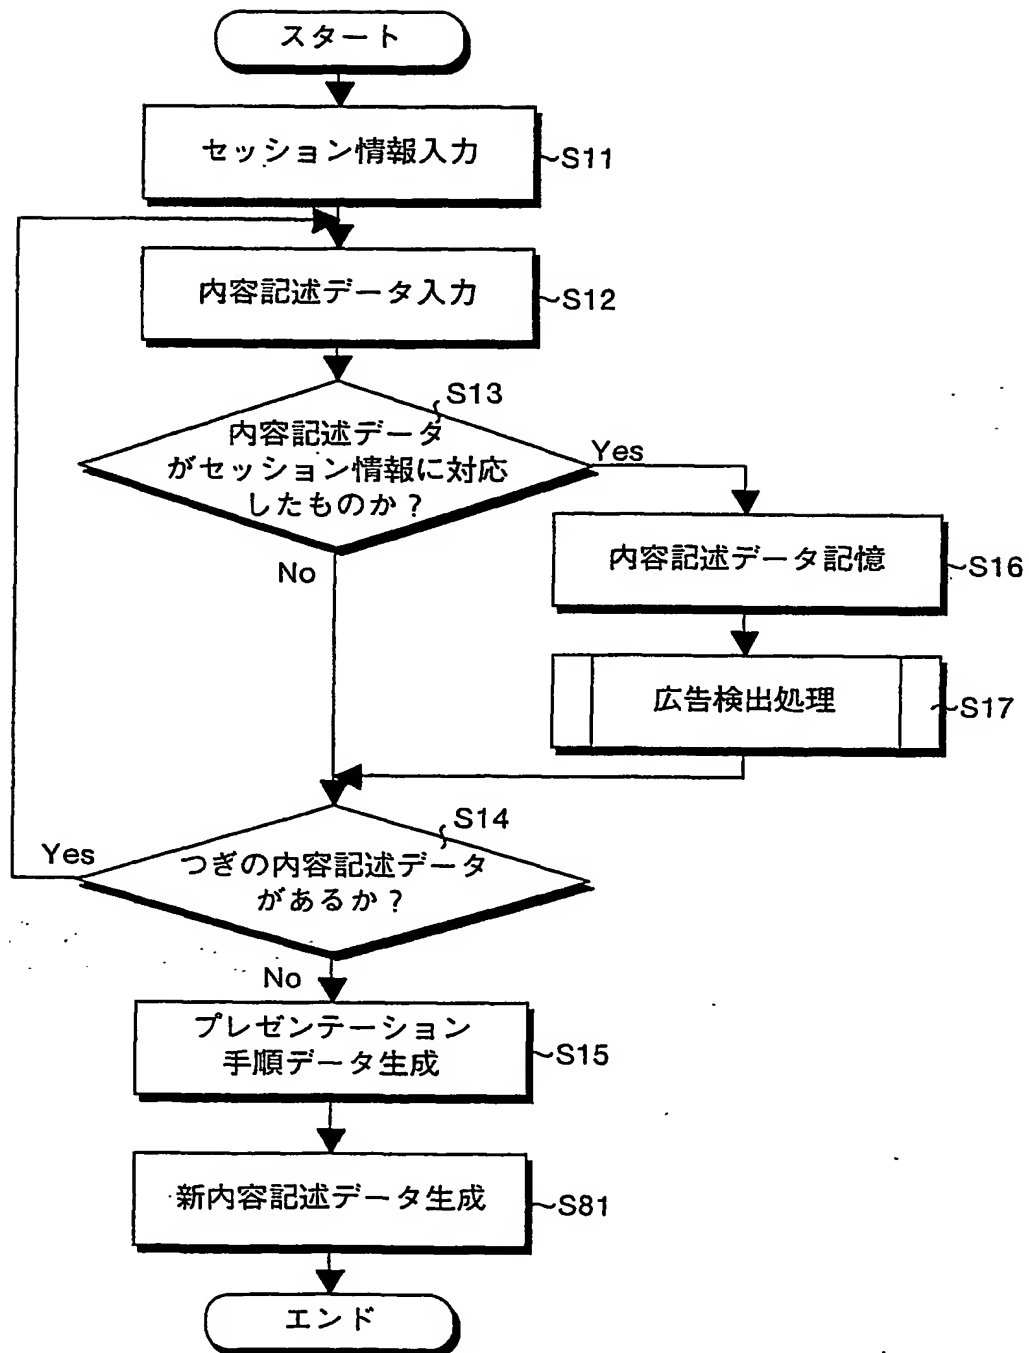 スタート
セッション情報入力
S11
内容記述データ入力
S12
S13
内容記述データ
がセッション情報に対応
したものか？
Yes
No
内容記述データ記憶
S16
広告検出処理
S17
S14
Yes
つぎの内容記述データ
があるか？
No
プレゼンテーション
手順データ生成
S15
新内容記述データ生成
S81
エンド